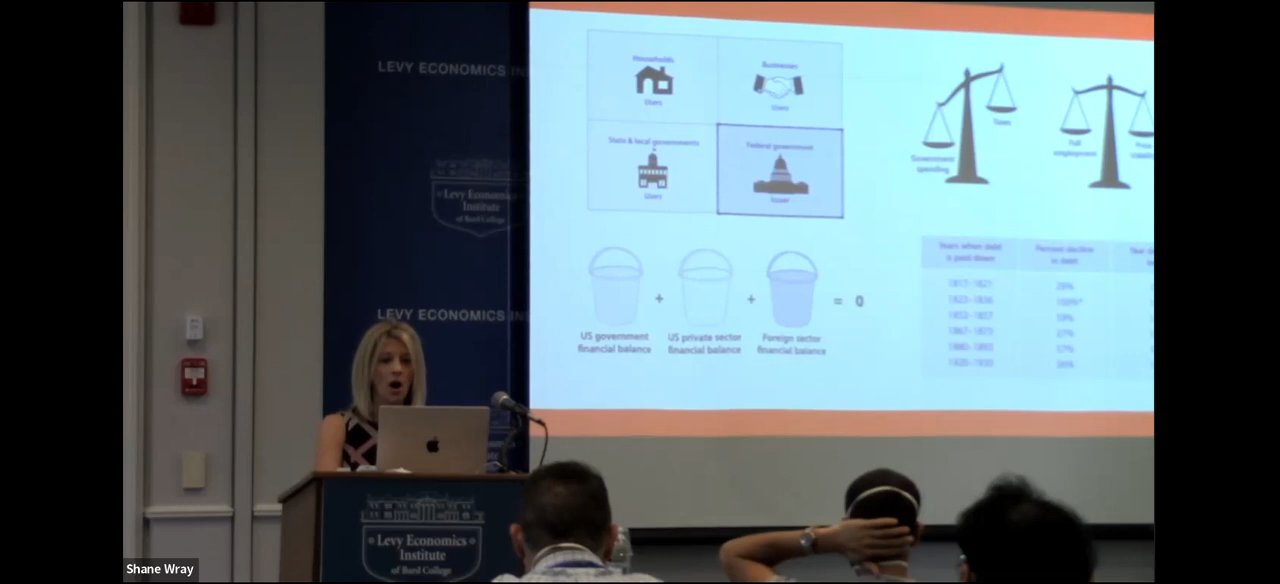 LEVY ECONOMICS IN
Levy Economics
Institute
of Bard College
LEVY ECONOMICS IN
Levy Economics
Institute
of Bard College
Households
Users
Businesses
Users
State & local governments
Users
Federal government
Issuer
US government
financial balance
+
US private sector
financial balance
+
Foreign sector
financial balance
= 0
Government
spending
Taxes
Full
employment
Years when debt
is paid down
Percent decline
in debt
1817–1821
29%
1823–1836
100%*
1852–1857
59%
1867–1873
27%
1880–1893
57%
1920–1930
36%
Shane Wray